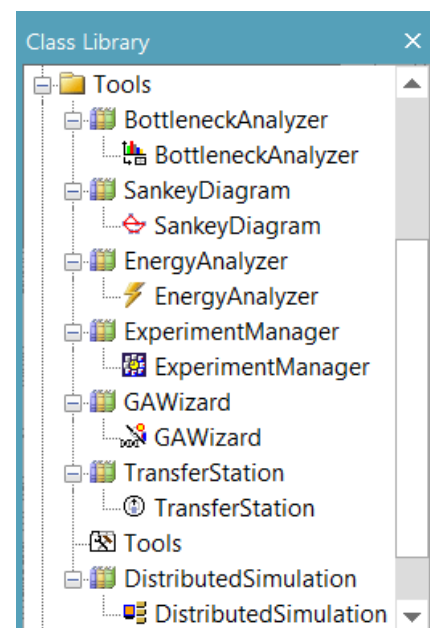 Class Library
Tools
BottleneckAnalyzer
BottleneckAnalyzer
SankeyDiagram
SankeyDiagram
EnergyAnalyzer
EnergyAnalyzer
ExperimentManager
ExperimentManager
GAWizard
GAWizard
TransferStation
TransferStation
Tools
DistributedSimulation
DistributedSimulation